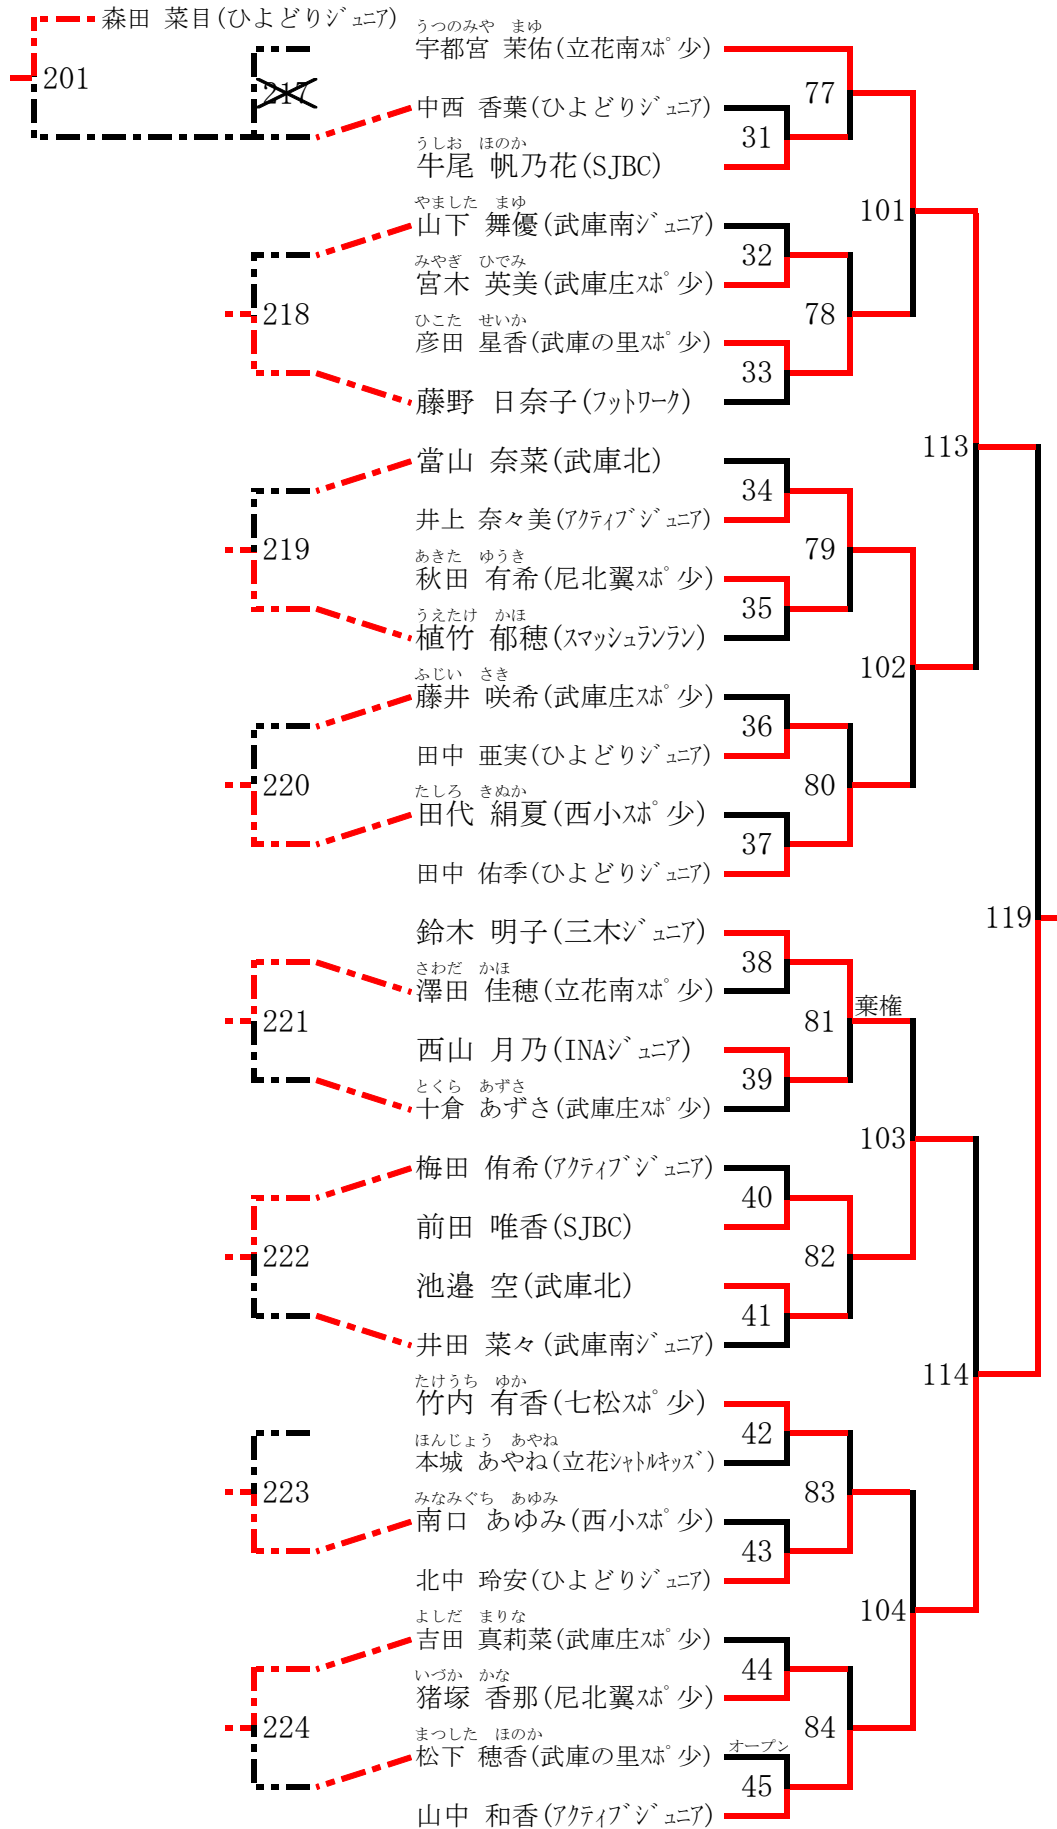 森田 菜目(ひよどりジュニア)
うつのみや まゆ
宇都宮 茉佑(立花南スポ少)
201
217
77
中西 香葉(ひよどりジュニア)
31
うしお ほのか
牛尾 帆乃花(SJBC)
やました まゆ
山下 舞優(武庫南ジュニア)
101
32
みやぎ ひでみ
宮木 英美(武庫庄スポ少)
218
78
ひこた せいか
彦田 星香(武庫の里スポ少)
33
藤野 日奈子(フットワーク)
113
當山 奈菜(武庫北)
34
井上 奈々美(アクティブジュニア)
219
79
あきた ゆうき
秋田 有希(尼北翼スポ少)
35
うえたけ かほ
植竹 郁穂(スマッシュランラン)
102
ふじい さき
藤井 咲希(武庫庄スポ少)
36
田中 亜実(ひよどりジュニア)
220
80
たしろ きぬか
田代 絹夏(西小スポ少)
37
田中 佑季(ひよどりジュニア)
119
鈴木 明子(三木ジュニア)
38
さわだ かほ
澤田 佳穂(立花南スポ少)
棄権
221
81
西山 月乃(INAジュニア)
39
とくら あずさ
十倉 あずさ(武庫庄スポ少)
103
梅田 侑希(アクティブジュニア)
40
前田 唯香(SJBC)
222
82
池邉 空(武庫北)
41
井田 菜々(武庫南ジュニア)
114
たけうち ゆか
竹内 有香(七松スポ少)
42
ほんじょう あやね
本城 あやね(立花シャトルキッズ)
223
83
みなみぐち あゆみ
南口 あゆみ(西小スポ少)
43
北中 玲安(ひよどりジュニア)
104
よしだ まりな
吉田 真莉菜(武庫庄スポ少)
44
いづか かな
猪塚 香那(尼北翼スポ少)
224
84
まつした ほのか
松下 穂香(武庫の里スポ少)
オープン
45
山中 和香(アクティブジュニア)